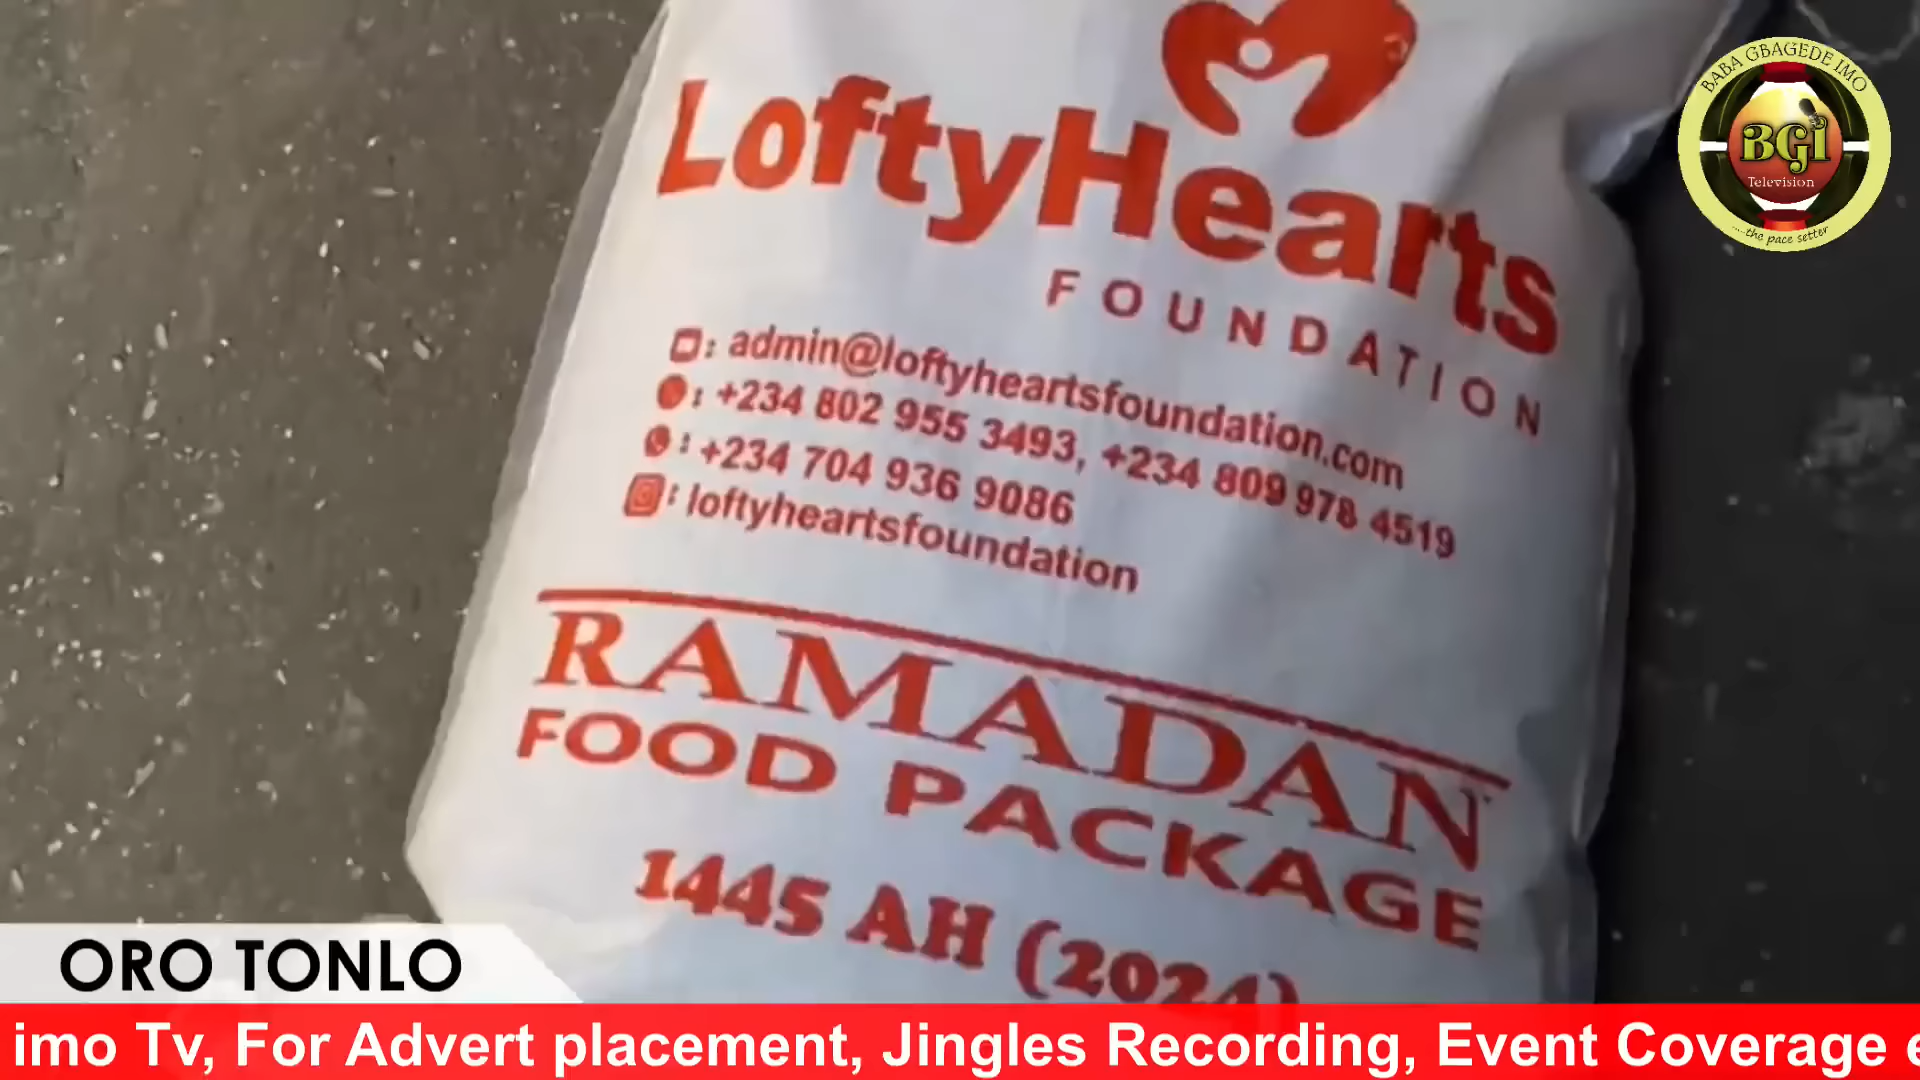 BABA GBAGEDE IMO
BGI
Television
.....the pace setter
LoftyHearts
FOUNDATION
: admin@loftyheartsfoundation.com
: +234 802 955 3493, +234 809 978 4519
: +234 704 936 9086
: loftyheartsfoundation
RAMADAN
FOOD PACKAGE
1445 AH (2024)
ORO TONLO
imo Tv, For Advert placement, Jingles Recording, Event Coverage e